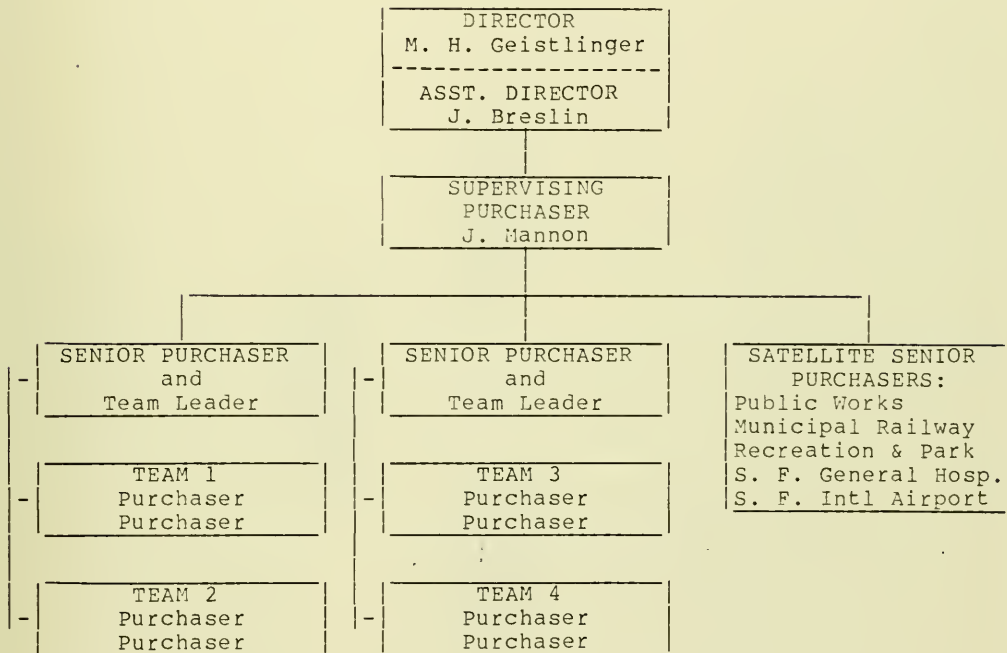 DIRECTOR
M. H. Geistlinger
ASST. DIRECTOR
J. Breslin
SUPERVISING
PURCHASER
J. Mannon
SENIOR PURCHASER
and
Team Leader
SENIOR PURCHASER
and
Team Leader
SATELLITE SENIOR
PURCHASERS:
Public Works
Municipal Railway
Recreation & Park
S. F. General Hosp.
S. F. Intl Airport
TEAM 1
Purchaser
Purchaser
TEAM 3
Purchaser
Purchaser
TEAM 2
Purchaser
Purchaser
TEAM 4
Purchaser
Purchaser